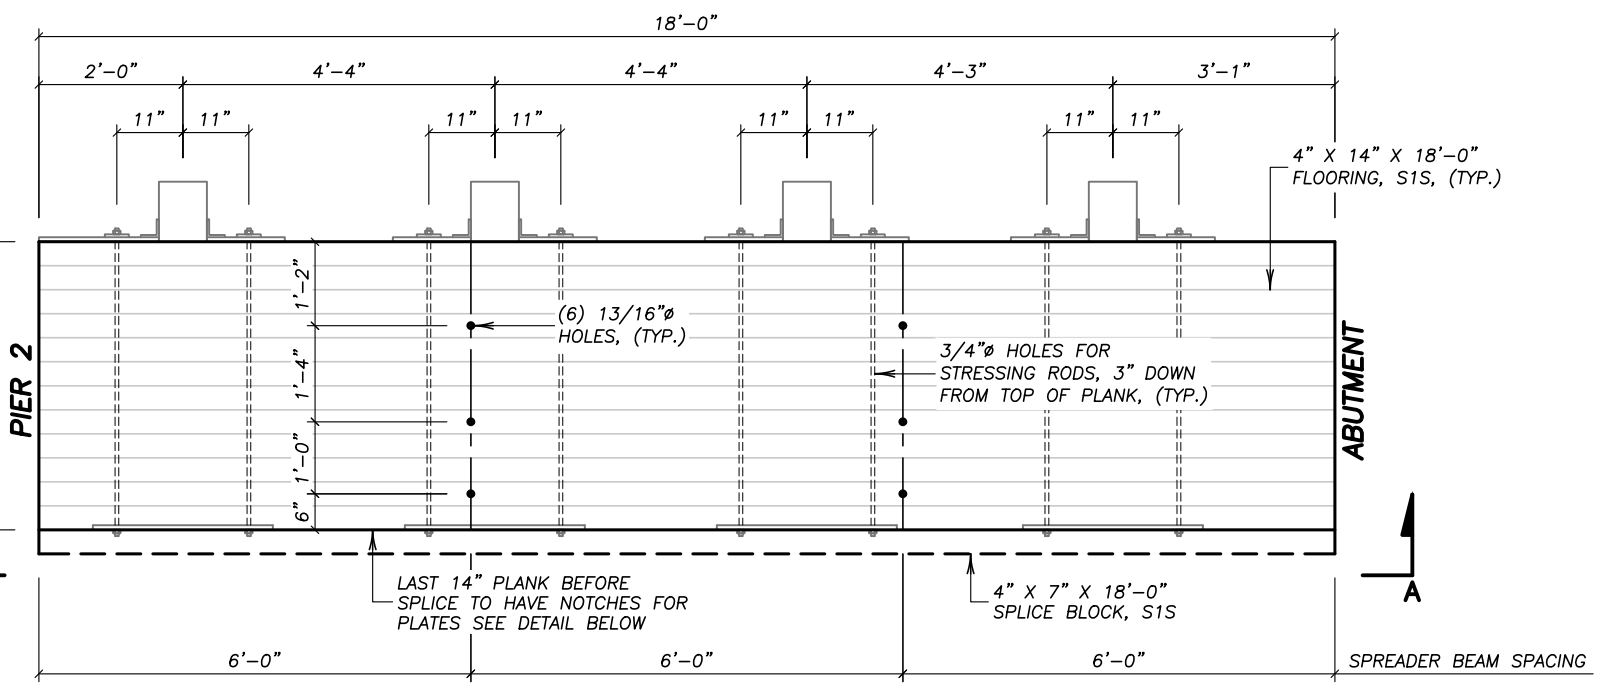 18'-0"
2'-0"
4'-4"
4'-4"
4'-3"
3'-1"
11"
11"
11"
11"
11"
11"
11"
11"
4" X 14" X 18'-0"
FLOORING, S1S, (TYP.)
1'-2"
(6) 13/16"ø
HOLES, (TYP.)
PIER 2
1'-4"
3/4"ø HOLES FOR
STRESSING RODS, 3" DOWN
FROM TOP OF PLANK, (TYP.)
ABUTMENT
1'-0"
6"
LAST 14" PLANK BEFORE
SPLICE TO HAVE NOTCHES FOR
PLATES SEE DETAIL BELOW
4" X 7" X 18'-0"
SPLICE BLOCK, S1S
A
6'-0"
6'-0"
6'-0"
SPREADER BEAM SPACING